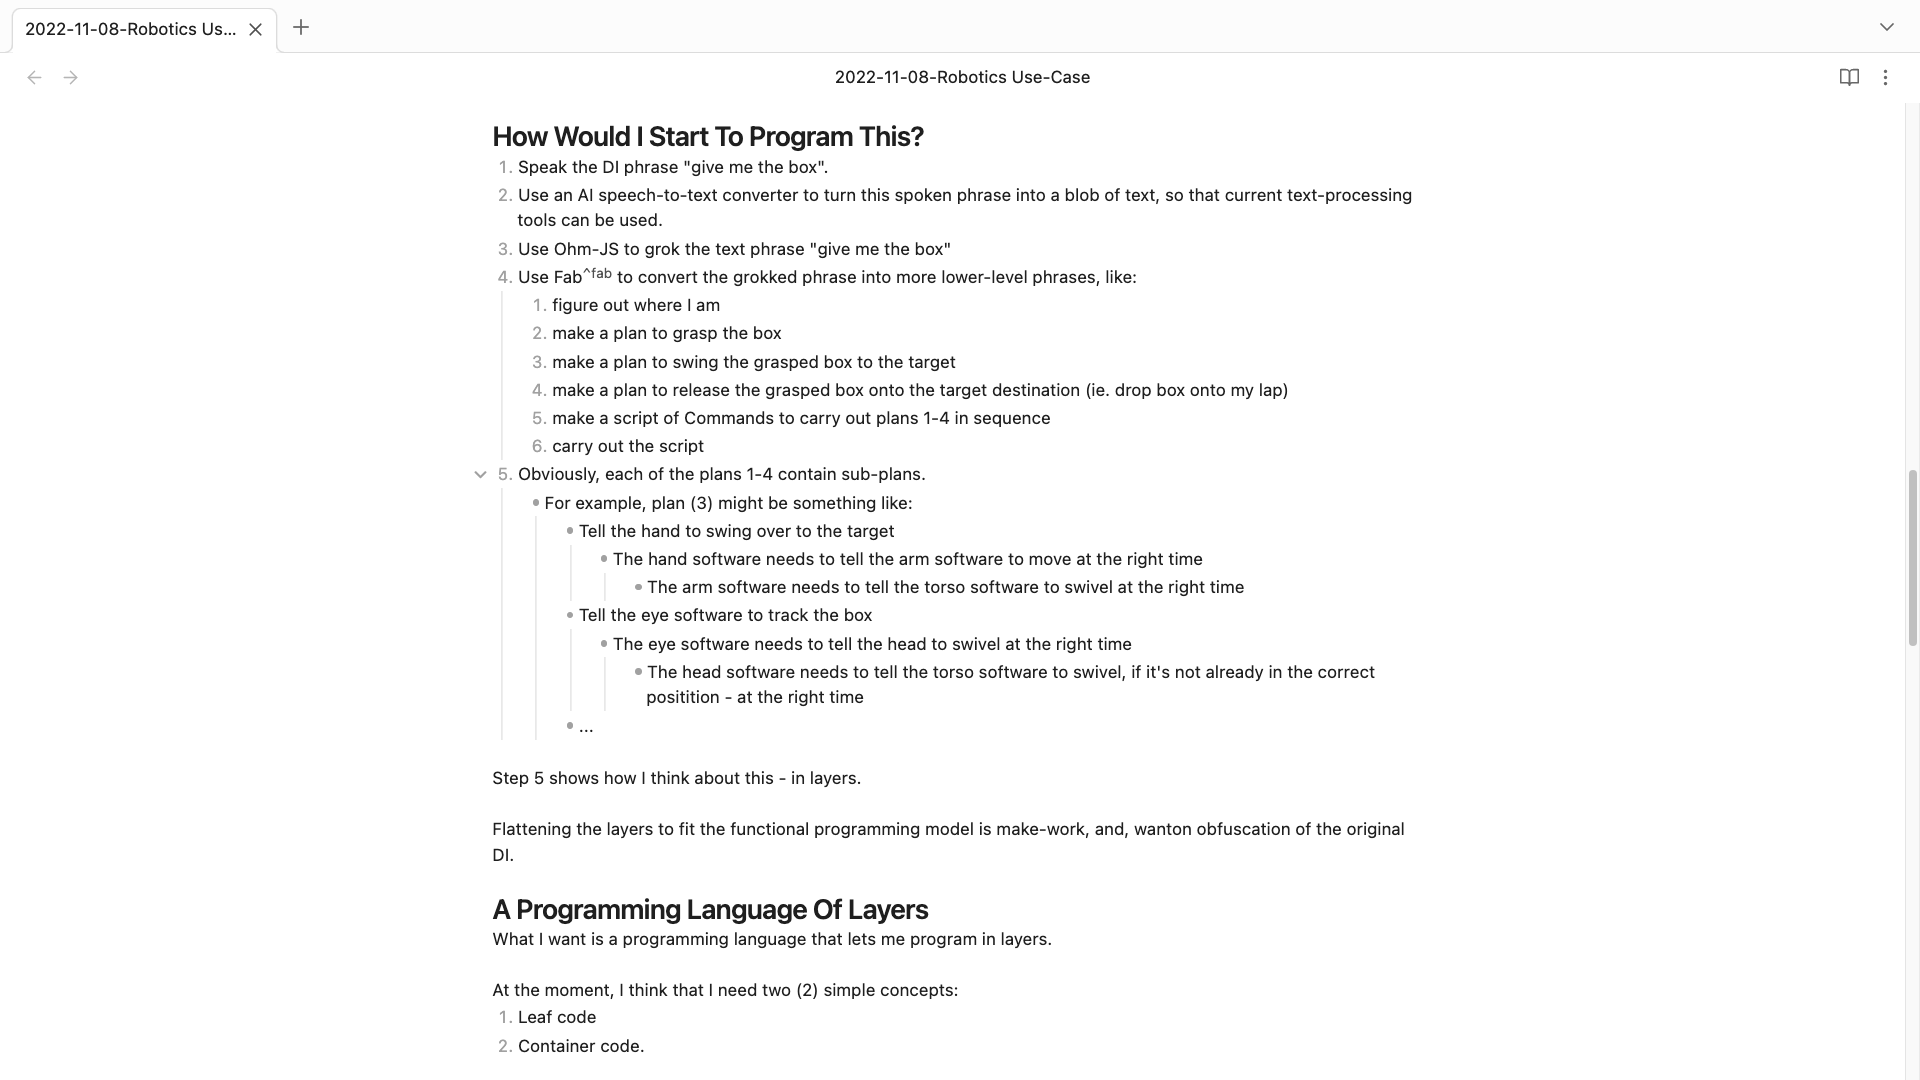 2022-11-08-Robotics Us...
2022-11-08-Robotics Use-Case
How Would I Start To Program This?
1. Speak the DI phrase "give me the box".
2. Use an AI speech-to-text converter to turn this spoken phrase into a blob of text, so that current text-processing
tools can be used.
3. Use Ohm-JS to grok the text phrase "give me the box"
4. Use Fab^fab to convert the grokked phrase into more lower-level phrases, like:
1. figure out where I am
2. make a plan to grasp the box
3. make a plan to swing the grasped box to the target
4. make a plan to release the grasped box onto the target destination (ie. drop box onto my lap)
5. make a script of Commands to carry out plans 1-4 in sequence
6. carry out the script
5. Obviously, each of the plans 1-4 contain sub-plans.
• For example, plan (3) might be something like:
• Tell the hand to swing over to the target
• The hand software needs to tell the arm software to move at the right time
• The arm software needs to tell the torso software to swivel at the right time
• Tell the eye software to track the box
• The eye software needs to tell the head to swivel at the right time
• The head software needs to tell the torso software to swivel, if it's not already in the correct
positition - at the right time
• ...
Step 5 shows how I think about this - in layers.
Flattening the layers to fit the functional programming model is make-work, and, wanton obfuscation of the original
DI.
A Programming Language Of Layers
What I want is a programming language that lets me program in layers.
At the moment, I think that I need two (2) simple concepts:
1. Leaf code
2. Container code.